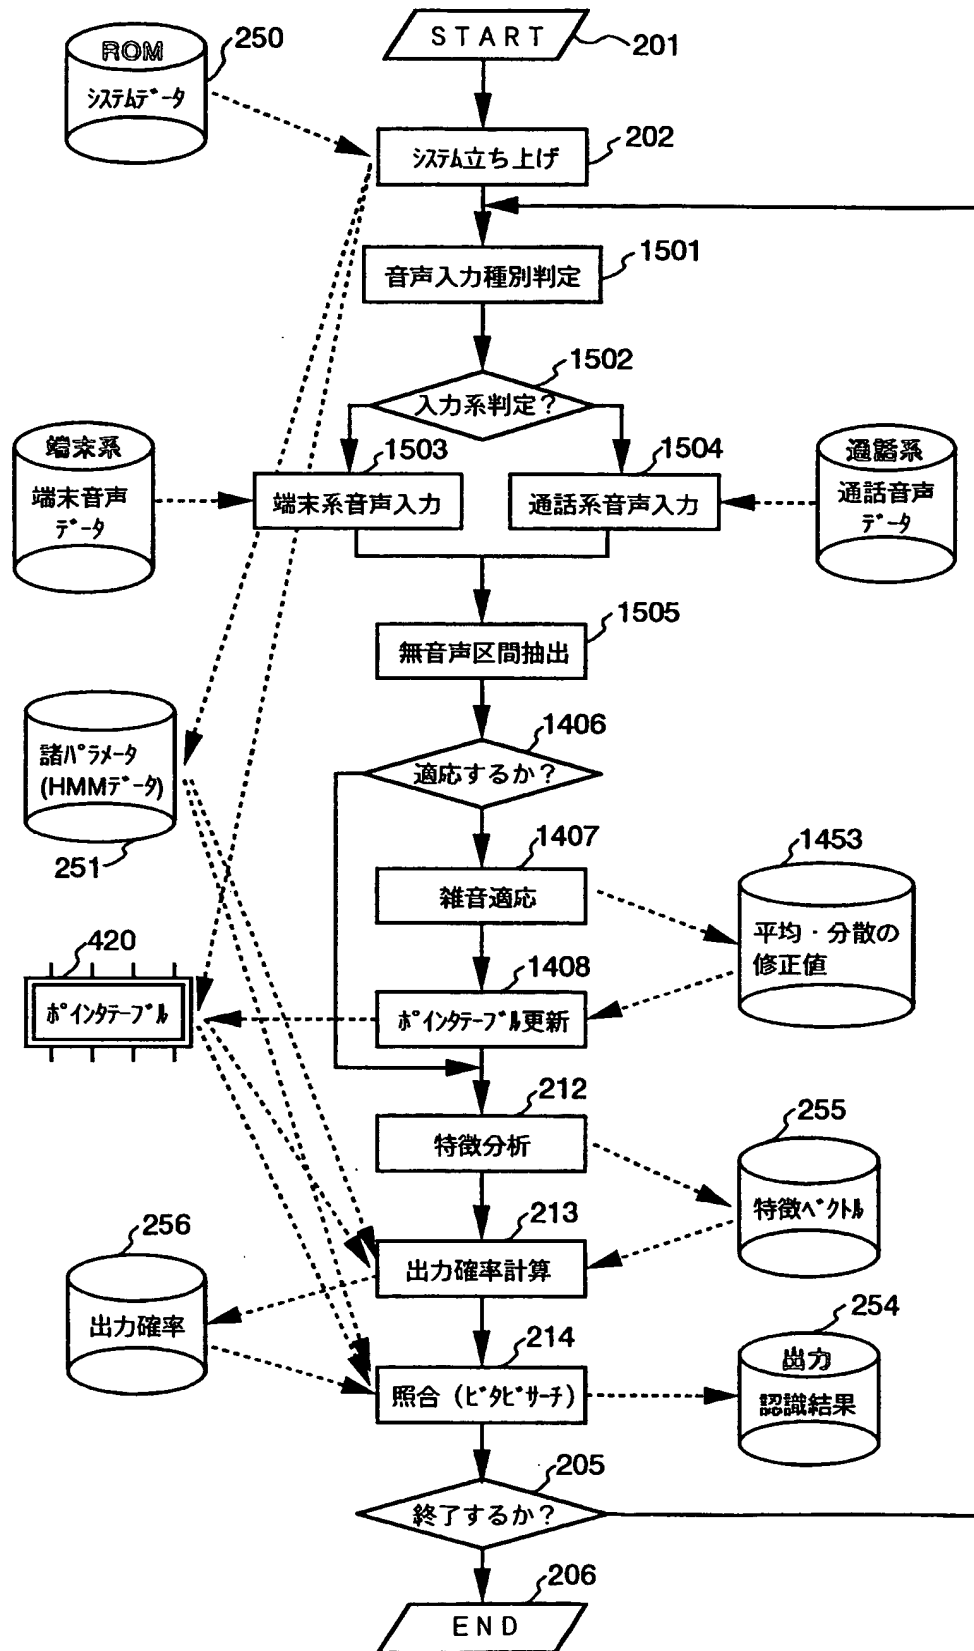 START
201
ROM
250
システムデータ
システム立ち上げ
202
音声入力種別判定
1501
入力系判定?
1502
端末系
端末音声
データ
端末系音声入力
1503
通話系音声入力
1504
通話系
通話音声
データ
無音声区間抽出
1505
諸パラメータ
(HMMデータ)
251
適応するか?
1406
雑音適応
1407
平均・分散の
修正値
1453
ポインタテーブル
420
ポインタテーブル更新
1408
特徴分析
212
特徴ベクトル
255
出力確率計算
213
出力確率
256
照合(ビタビサーチ)
214
出力
認識結果
254
終了するか?
205
END
206